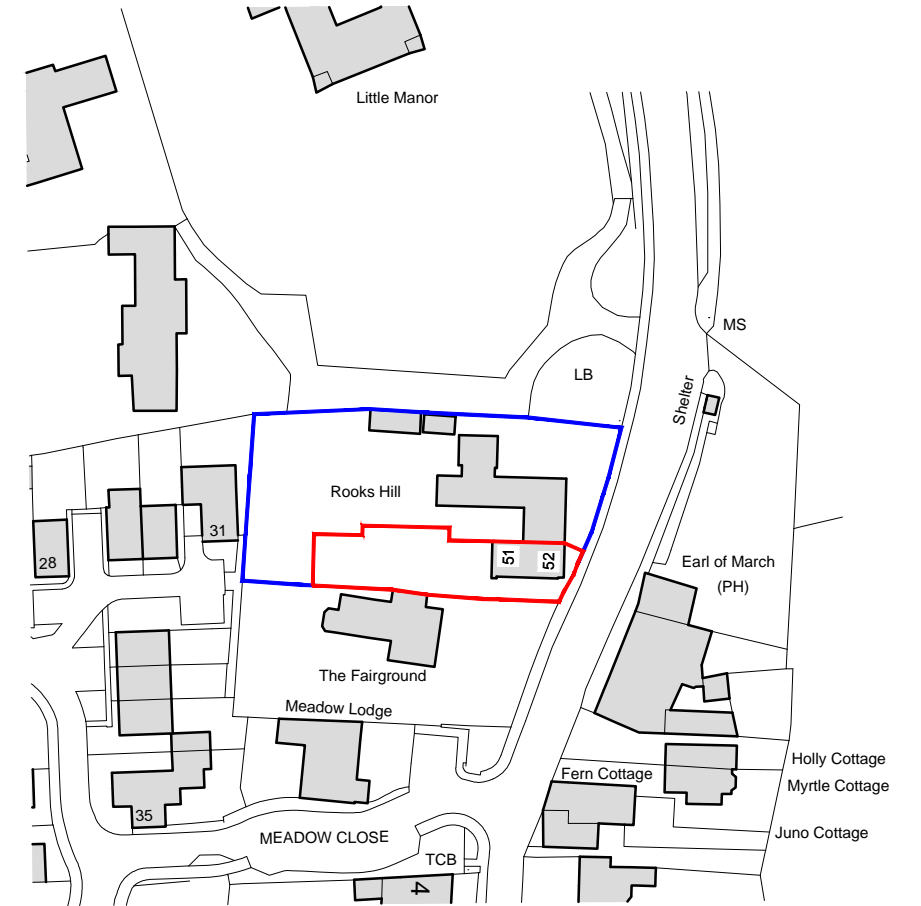 Little Manor
MS
LB
Shelter
Rooks Hill
31
28
51
52
Earl of March
(PH)
The Fairground
Meadow Lodge
Holly Cottage
Fern Cottage
Myrtle Cottage
35
Juno Cottage
MEADOW CLOSE
TCB
4